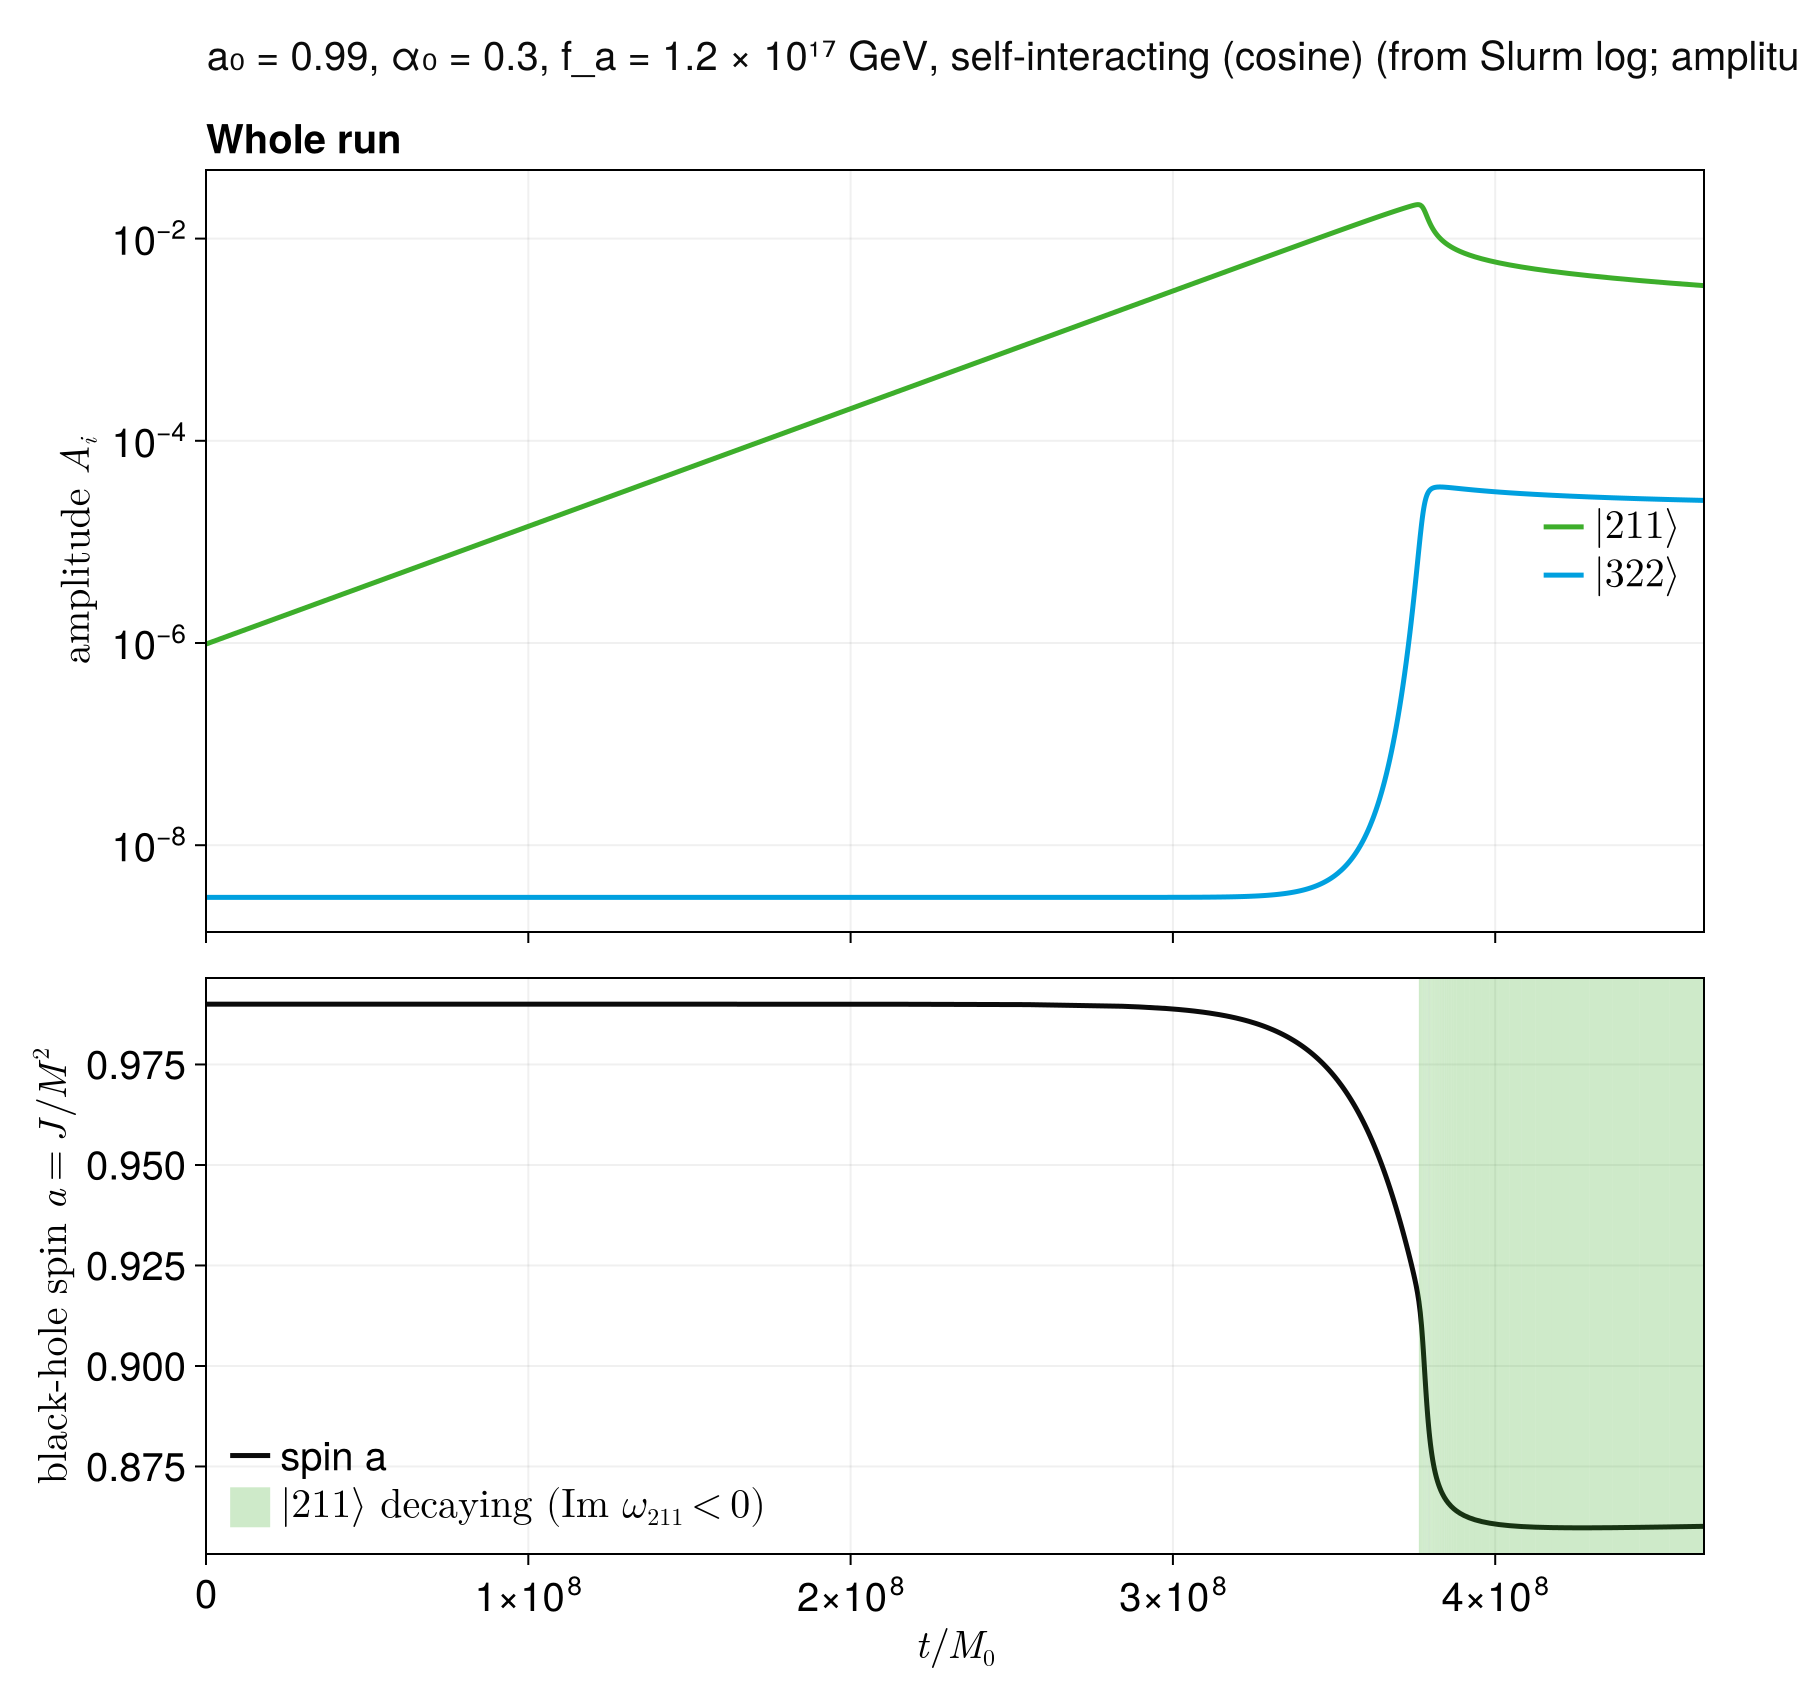 a₀ = 0.99, α₀ = 0.3, f_a = 1.2 × 10¹⁷ GeV, self-interacting (cosine) (from Slurm log; amplitu
Whole run
10⁻²
10⁻⁴
10⁻⁶
10⁻⁸
amplitude Aᵢ
|211⟩
|322⟩
0.975
0.950
0.925
0.900
0.875
black-hole spin a = J/M²
spin a
|211⟩ decaying (Im ω₂₁₁ < 0)
0
1×10⁸
2×10⁸
3×10⁸
4×10⁸
t/M₀